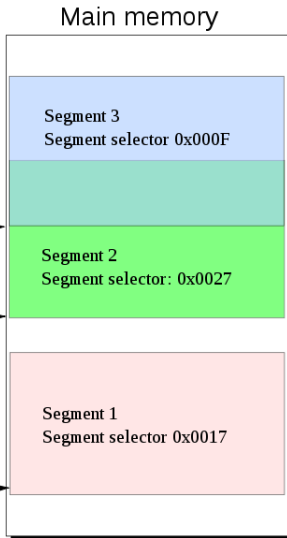 Main memory
Segment 3
Segment selector 0x000F
Segment 2
Segment selector: 0x0027
Segment 1
Segment selector 0x0017